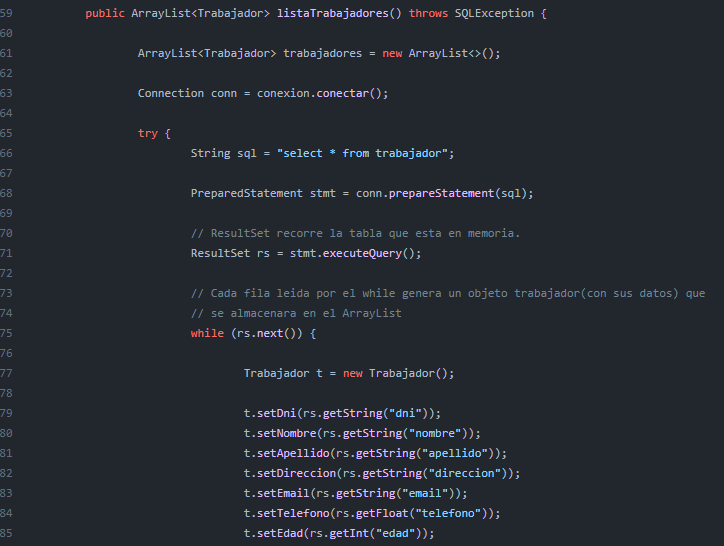 59 public ArrayList<Trabajador> listaTrabajadores() throws SQLException {
60
61 ArrayList<Trabajador> trabajadores = new ArrayList<>();
62
63 Connection conn = conexion.conectar();
64
65 try {
66 String sql = "select * from trabajador";
67
68 PreparedStatement stmt = conn.prepareStatement(sql);
69
70 // ResultSet recorre la tabla que esta en memoria.
71 ResultSet rs = stmt.executeQuery();
72
73 // Cada fila leida por el while genera un objeto trabajador(con sus datos) que
74 // se almacenara en el ArrayList
75 while (rs.next()) {
76
77 Trabajador t = new Trabajador();
78
79 t.setDni(rs.getString("dni"));
80 t.setNombre(rs.getString("nombre"));
81 t.setApellido(rs.getString("apellido"));
82 t.setDireccion(rs.getString("direccion"));
83 t.setEmail(rs.getString("email"));
84 t.setTelefono(rs.getFloat("telefono"));
85 t.setEdad(rs.getInt("edad"));